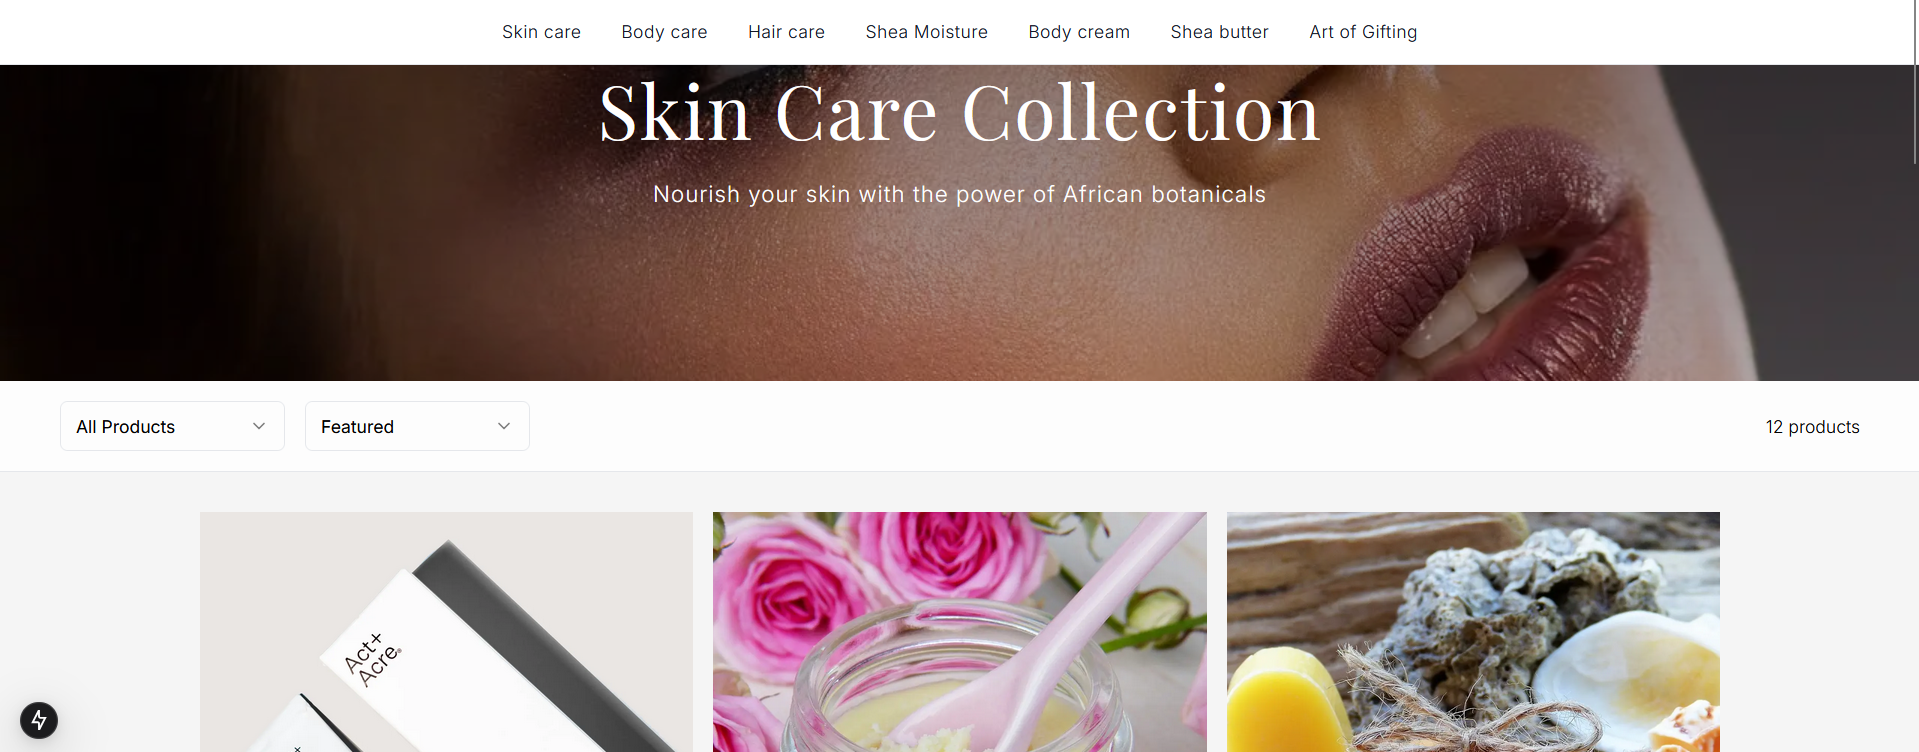 Skin care Body care Hair care Shea Moisture Body cream Shea butter Art of Gifting
Skin Care Collection
Nourish your skin with the power of African botanicals
All Products Featured 12 products
Act+
Acre®